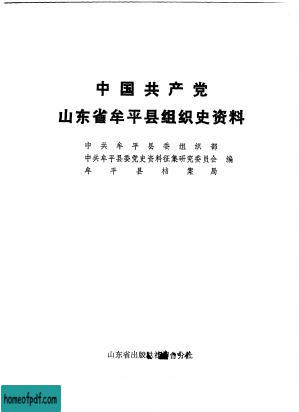 中国共产党
山东省牟平县组织史资料
中共牟平县委组织部
中共牟平县委党史资料征集研究委员会 编
牟平县档案局
山东省出版总社
homeofpdf.com